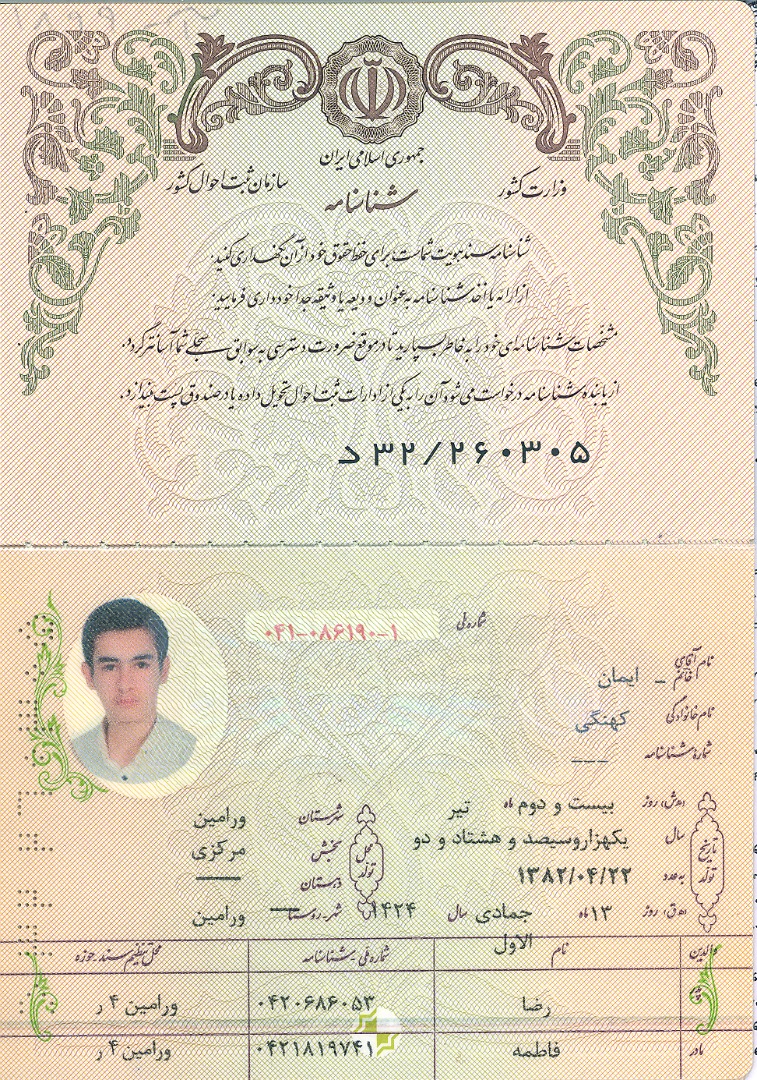 جمهوری اسلامی ایران
وزارت کشور
سازمان ثبت احوال کشور
شناسنامه
شناسنامه سند هویت شماست برای حفظ حقوق خود از آن نگهداری کنید.
از ارائه یا اخذ شناسنامه به عنوان ودیعه یا وثیقه جدا خودداری فرمایید.
مشخصات شناسنامه‌ای خود را به خاطر بسپارید تا در موقع ضرورت دسترسی به سوابق سجلی شما آسانتر گردد.
از یابنده شناسنامه درخواست می شود آن را به یکی از ادارات ثبت احوال تحویل داده یا در صندوق پست بیندازد.
د ۳۲/۲۶۰۳۰۵
شماره ملی ۰۴۱-۰۸۶۱۹۰-۱
نام آقای / خانم ـ ایمان
نام خانوادگی کهنگی
شماره شناسنامه ---
تاریخ تولد
(ه.ش) روز بیست و دوم ماه تیر
سال یکهزاروسیصد و هشتاد و دو
به عدد ۱۳۸۲/۰۴/۲۲
(ه.ق) روز ۱۳ ماه جمادی الاول سال ۱۴۲۴
محل تولد
شهرستان ورامین
بخش مرکزی
دهستان ——
شهر-روستا — ورامین
والدین نام شماره ملی-شناسنامه محل تنظیم سند-حوزه
پدر رضا ۰۴۲۰۶۸۶۰۵۳ ورامین ۴ ر
مادر فاطمه ۰۴۲۱۸۱۹۷۴۱ ورامین ۴ ر